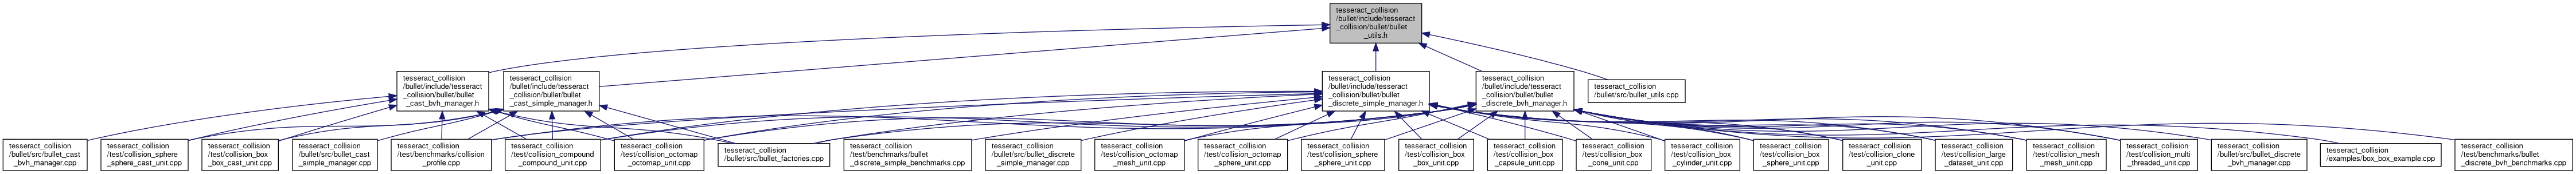 tesseract_collision
/bullet/include/tesseract
_collision/bullet/bullet
_utils.h
tesseract_collision
/bullet/include/tesseract
_collision/bullet/bullet
_cast_bvh_manager.h
tesseract_collision
/bullet/include/tesseract
_collision/bullet/bullet
_cast_simple_manager.h
tesseract_collision
/bullet/include/tesseract
_collision/bullet/bullet
_discrete_simple_manager.h
tesseract_collision
/bullet/include/tesseract
_collision/bullet/bullet
_discrete_bvh_manager.h
tesseract_collision
/bullet/src/bullet_utils.cpp
tesseract_collision
/bullet/src/bullet_cast
_bvh_manager.cpp
tesseract_collision
/test/collision_sphere
_sphere_cast_unit.cpp
tesseract_collision
/test/collision_box
_box_cast_unit.cpp
tesseract_collision
/bullet/src/bullet_cast
_simple_manager.cpp
tesseract_collision
/test/benchmarks/collision
_profile.cpp
tesseract_collision
/test/collision_compound
_compound_unit.cpp
tesseract_collision
/test/collision_octomap
_octomap_unit.cpp
tesseract_collision
/bullet/src/bullet_factories.cpp
tesseract_collision
/test/benchmarks/bullet
_discrete_simple_benchmarks.cpp
tesseract_collision
/bullet/src/bullet_discrete
_simple_manager.cpp
tesseract_collision
/test/collision_octomap
_mesh_unit.cpp
tesseract_collision
/test/collision_octomap
_sphere_unit.cpp
tesseract_collision
/test/collision_sphere
_sphere_unit.cpp
tesseract_collision
/test/collision_box
_box_unit.cpp
tesseract_collision
/test/collision_box
_capsule_unit.cpp
tesseract_collision
/test/collision_box
_cone_unit.cpp
tesseract_collision
/test/collision_box
_cylinder_unit.cpp
tesseract_collision
/test/collision_box
_sphere_unit.cpp
tesseract_collision
/test/collision_clone
_unit.cpp
tesseract_collision
/test/collision_large
_dataset_unit.cpp
tesseract_collision
/test/collision_mesh
_mesh_unit.cpp
tesseract_collision
/test/collision_multi
_threaded_unit.cpp
tesseract_collision
/bullet/src/bullet_discrete
_bvh_manager.cpp
tesseract_collision
/examples/box_box_example.cpp
tesseract_collision
/test/benchmarks/bullet
_discrete_bvh_benchmarks.cpp